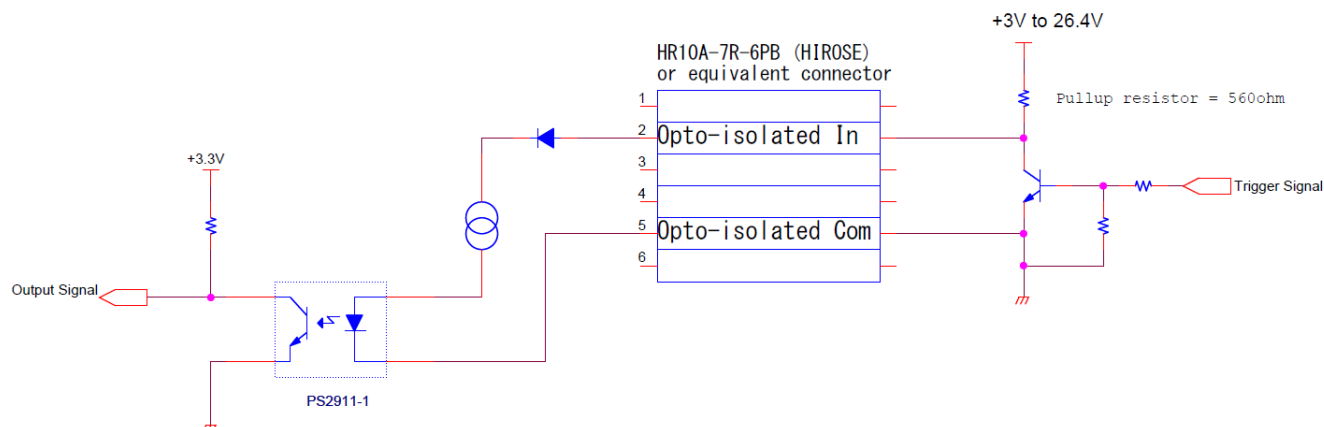 +3V to 26.4V
HR10A-7R-6PB (HIROSE)
or equivalent connector
1
Pullup resistor = 560ohm
2
Opto-isolated In
+3.3V
3
4
Trigger Signal
5
Opto-isolated Com
6
Output Signal
PS2911-1